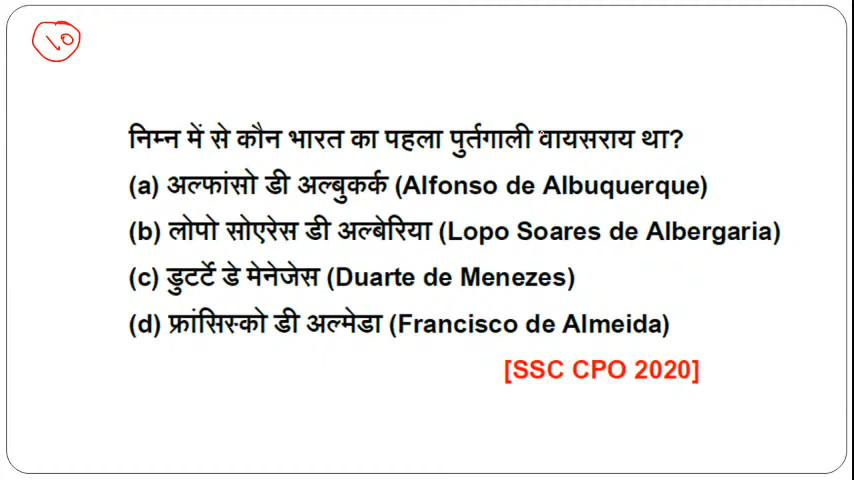 10
निम्न में से कौन भारत का पहला पुर्तगाली वायसराय था?
(a) अल्फांसो डी अल्बुकर्क (Alfonso de Albuquerque)
(b) लोपो सोएरेस डी अल्बेरिया (Lopo Soares de Albergaria)
(c) डुटर्टे डे मेनेजेस (Duarte de Menezes)
(d) फ्रांसिस्को डी अल्मेडा (Francisco de Almeida)
[SSC CPO 2020]